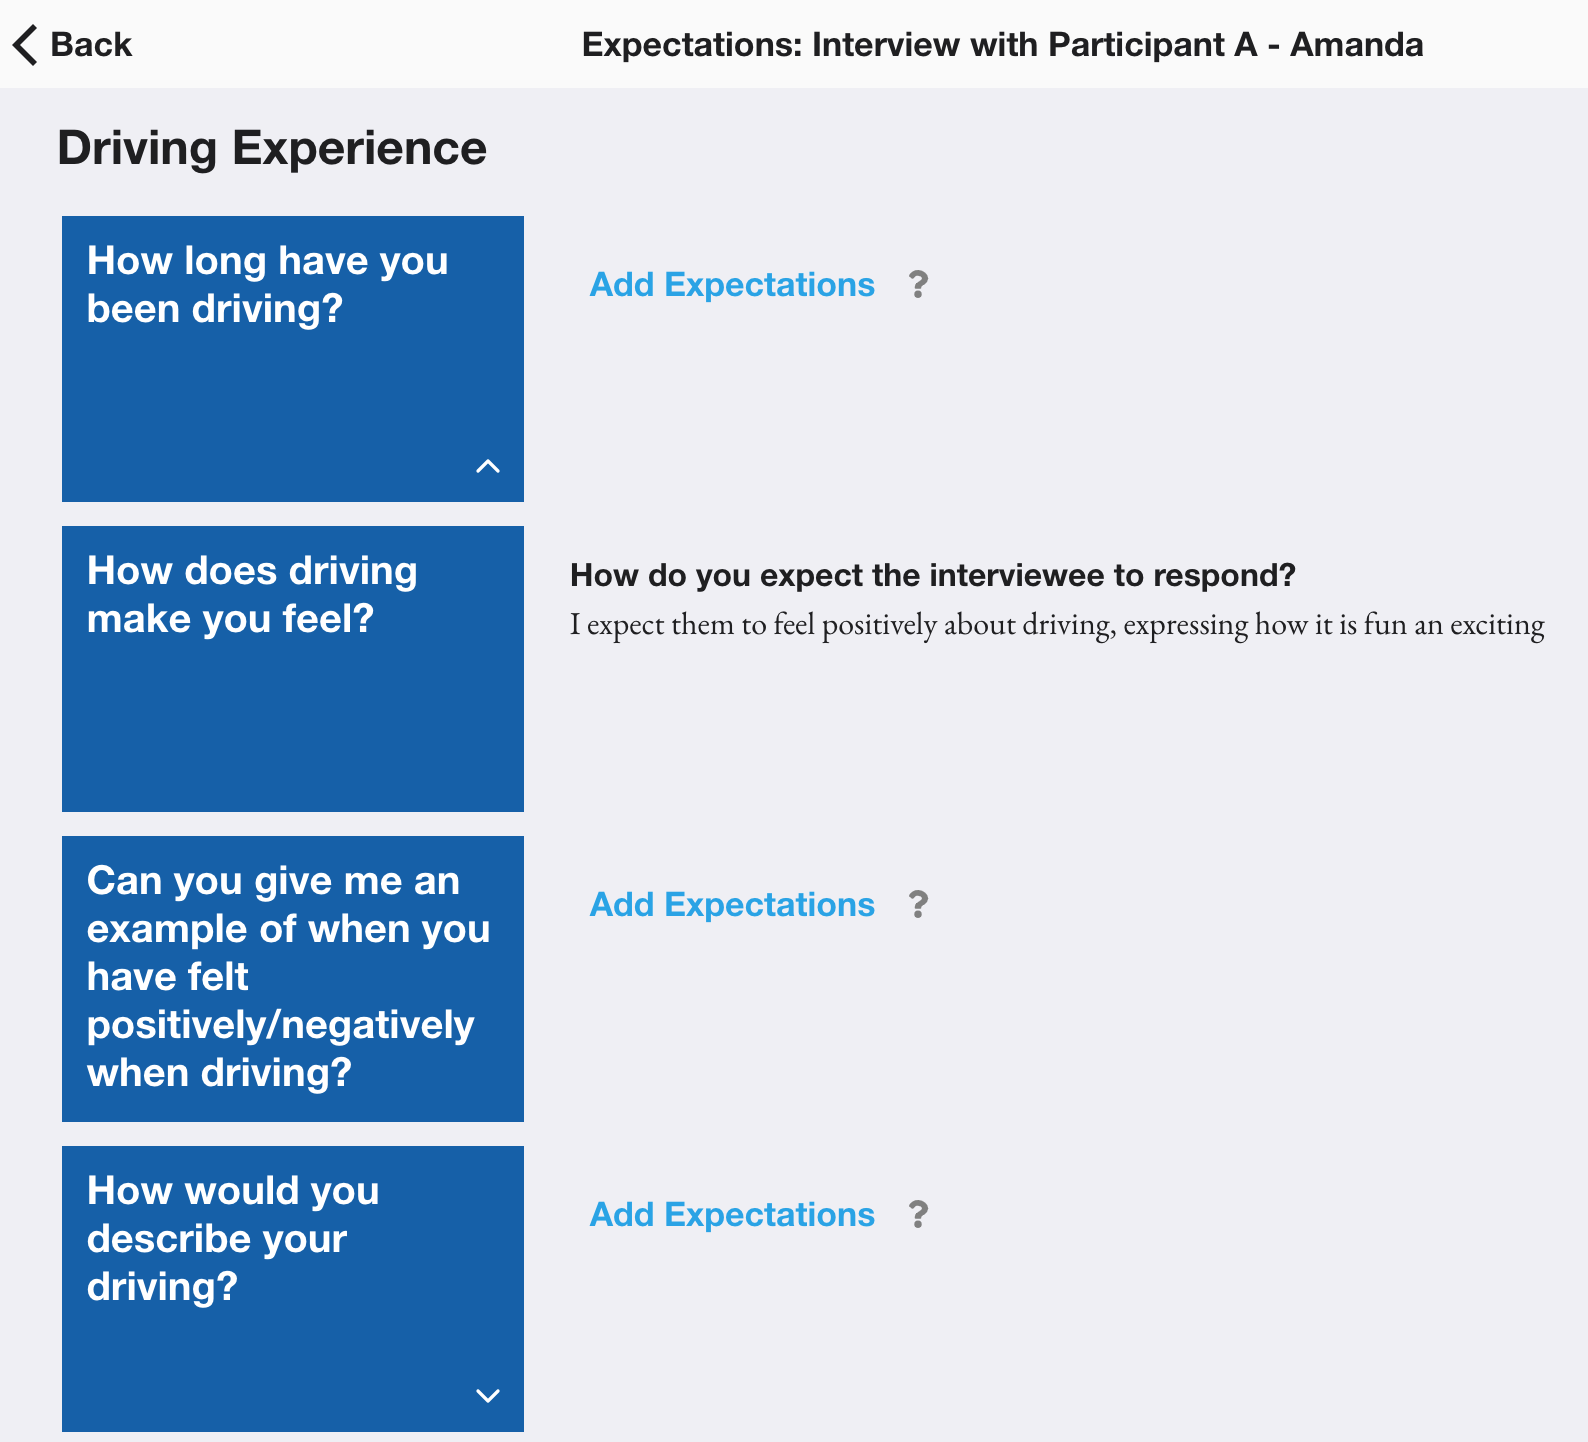 Back
Expectations: Interview with Participant A - Amanda
Driving Experience
How long have you
been driving?
Add Expectations ?
How does driving
make you feel?
How do you expect the interviewee to respond?
I expect them to feel positively about driving, expressing how it is fun an exciting
Can you give me an
example of when you
have felt
positively/negatively
when driving?
Add Expectations ?
How would you
describe your
driving?
Add Expectations ?